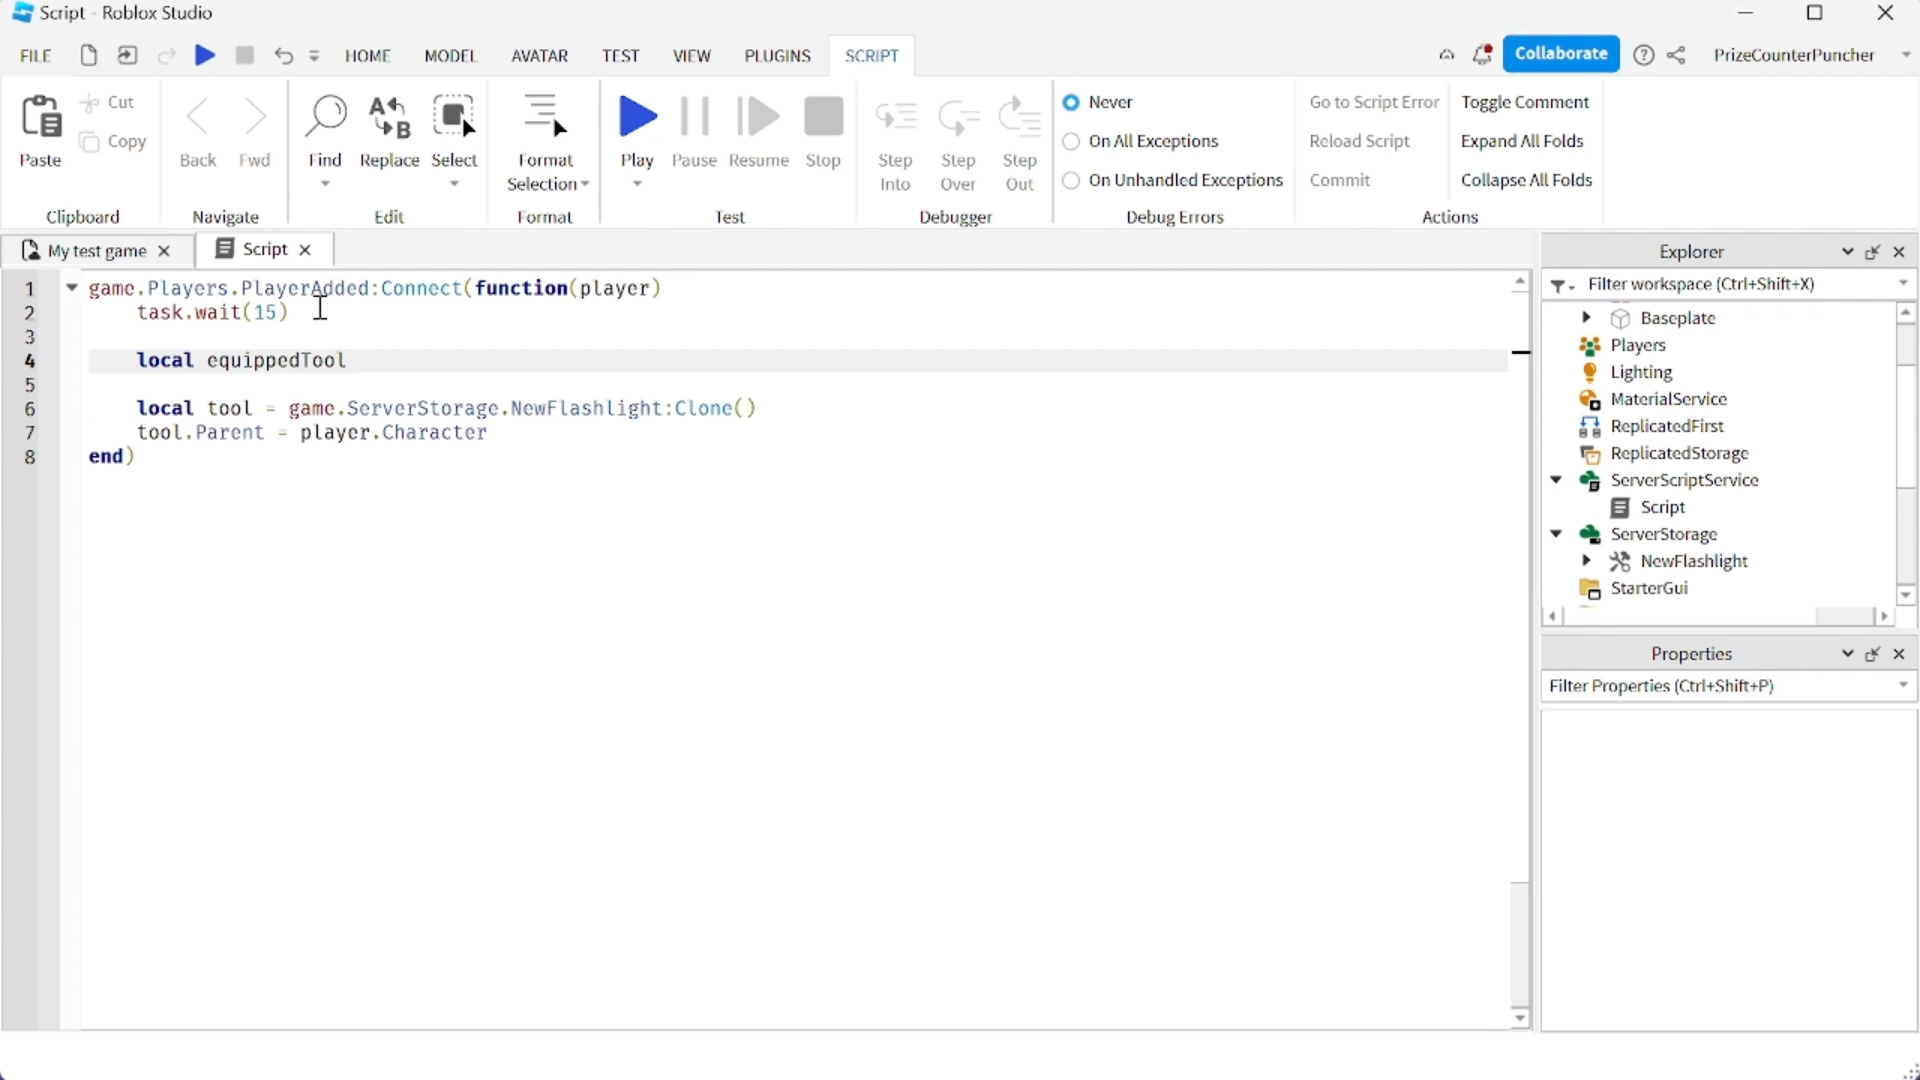 Script - Roblox Studio
FILE HOME MODEL AVATAR TEST VIEW PLUGINS SCRIPT Collaborate PrizeCounterPuncher
Paste Cut Copy Back Fwd Find Replace Select Format Selection Play Pause Resume Stop Step Into Step Over Step Out
Never
On All Exceptions
On Unhandled Exceptions
Go to Script Error
Reload Script
Commit
Toggle Comment
Expand All Folds
Collapse All Folds
Clipboard Navigate Edit Format Test Debugger Debug Errors Actions
My test game Script
1 game.Players.PlayerAdded:Connect(function(player)
2 task.wait(15)
3
4 local equippedTool
5
6 local tool = game.ServerStorage.NewFlashlight:Clone()
7 tool.Parent = player.Character
8 end)
Explorer
Filter workspace (Ctrl+Shift+X)
Baseplate
Players
Lighting
MaterialService
ReplicatedFirst
ReplicatedStorage
ServerScriptService
Script
ServerStorage
NewFlashlight
StarterGui
Properties
Filter Properties (Ctrl+Shift+P)